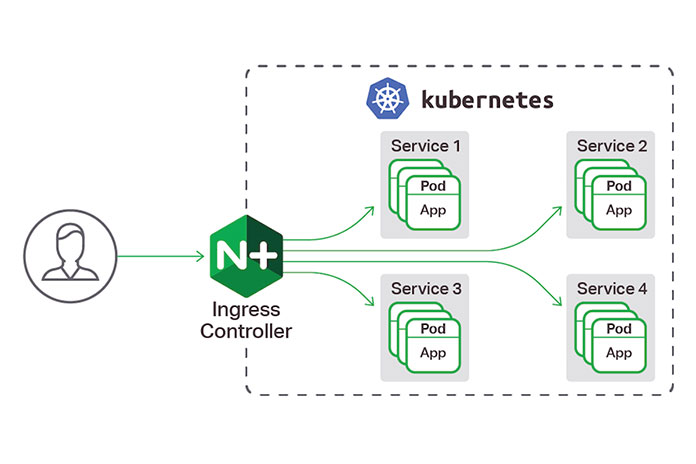 kubernetes
Service 1
Pod
App
Service 2
Pod
App
N+
Ingress
Controller
Service 3
Pod
App
Service 4
Pod
App